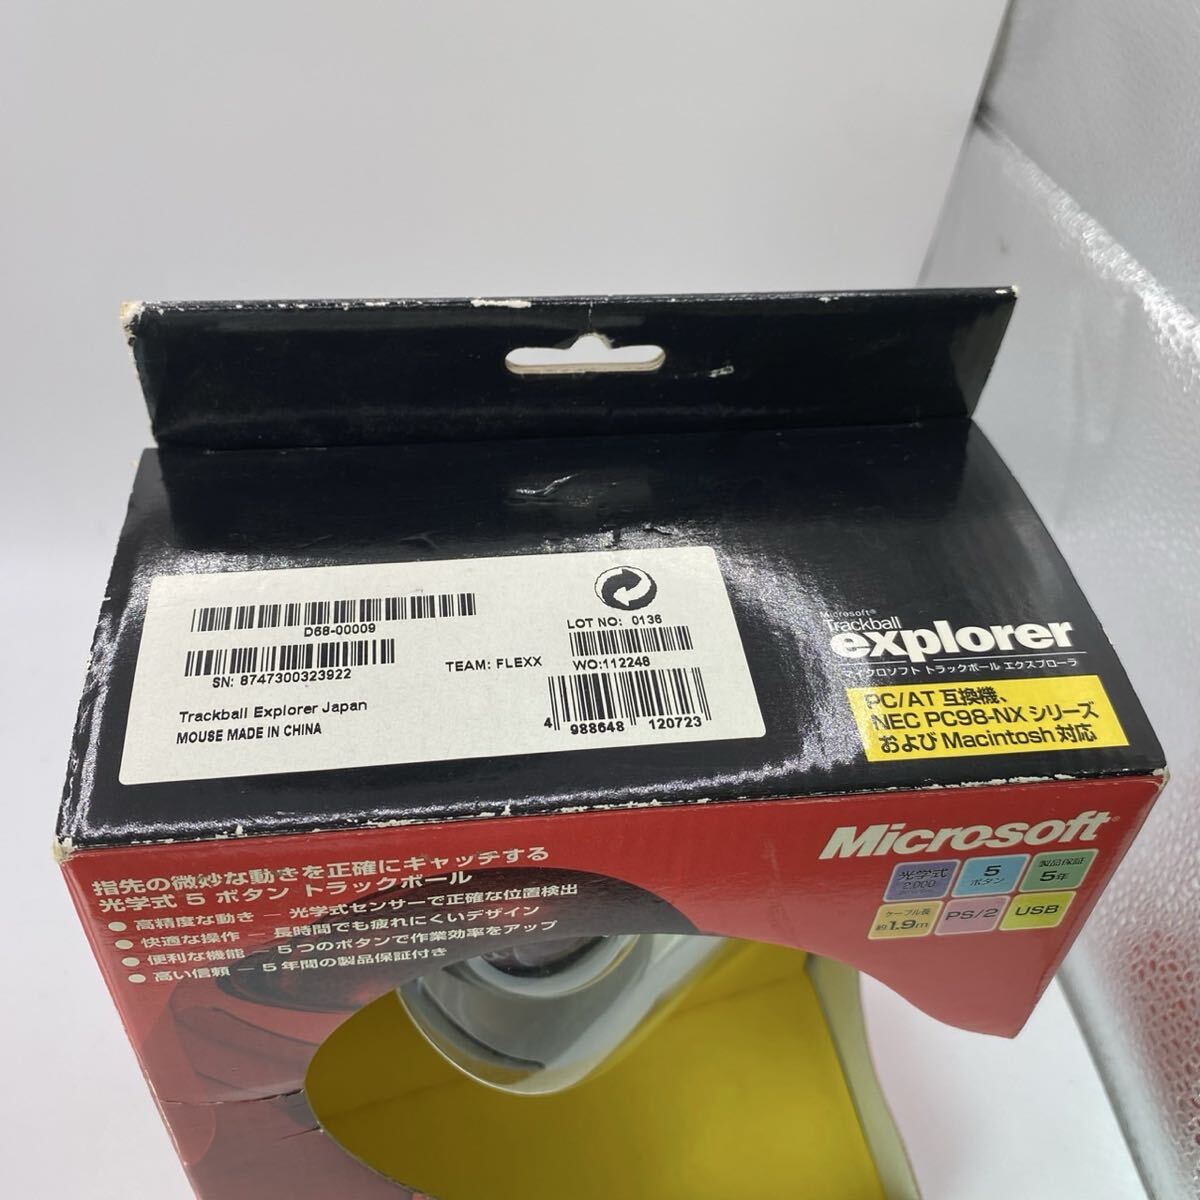 D68-00009
SN: 8747300323922
TEAM: FLEXX
LOT NO: 0136
WO:112248
Trackball Explorer Japan
MOUSE MADE IN CHINA
4 988648 120723
Microsoft®
Trackball
explorer
マイクロソフト トラックボール エクスプローラ
PC/AT 互換機、
NEC PC98-NX シリーズ
および Macintosh 対応
Microsoft®
指先の微妙な動きを正確にキャッチする
光学式 5 ボタン トラックボール
● 高精度な動き － 光学式センサーで正確な位置検出
● 快適な操作 － 長時間でも疲れにくいデザイン
● 便利な機能 － 5つのボタンで作業効率をアップ
● 高い信頼 － 5年間の製品保証付き
光学式
2,000
5
ボタン
製品保証
5年
ケーブル長
約1.9m
PS/2
USB